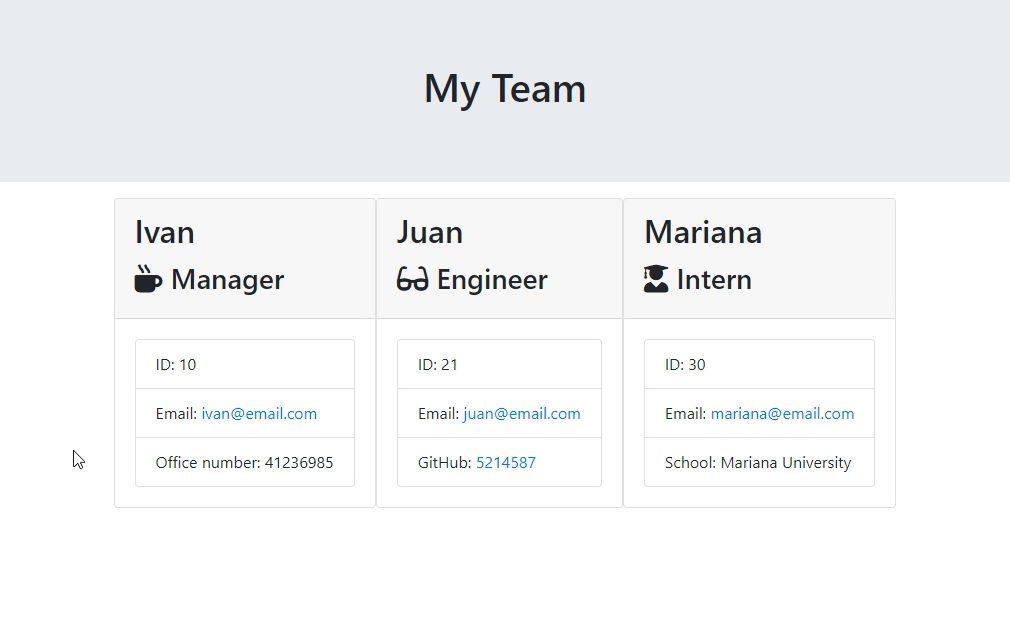 My Team
Ivan
Manager
ID: 10
Email: ivan@email.com
Office number: 41236985
Juan
Engineer
ID: 21
Email: juan@email.com
GitHub: 5214587
Mariana
Intern
ID: 30
Email: mariana@email.com
School: Mariana University